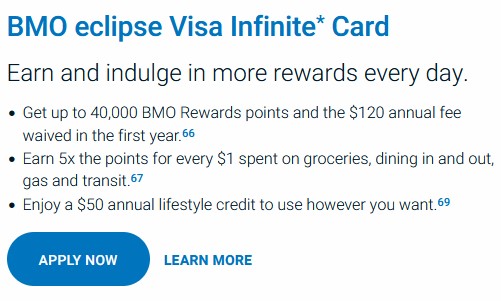 BMO eclipse Visa Infinite* Card
Earn and indulge in more rewards every day.
• Get up to 40,000 BMO Rewards points and the $120 annual fee
waived in the first year.66
• Earn 5x the points for every $1 spent on groceries, dining in and out,
gas and transit.67
• Enjoy a $50 annual lifestyle credit to use however you want.69
APPLY NOW LEARN MORE